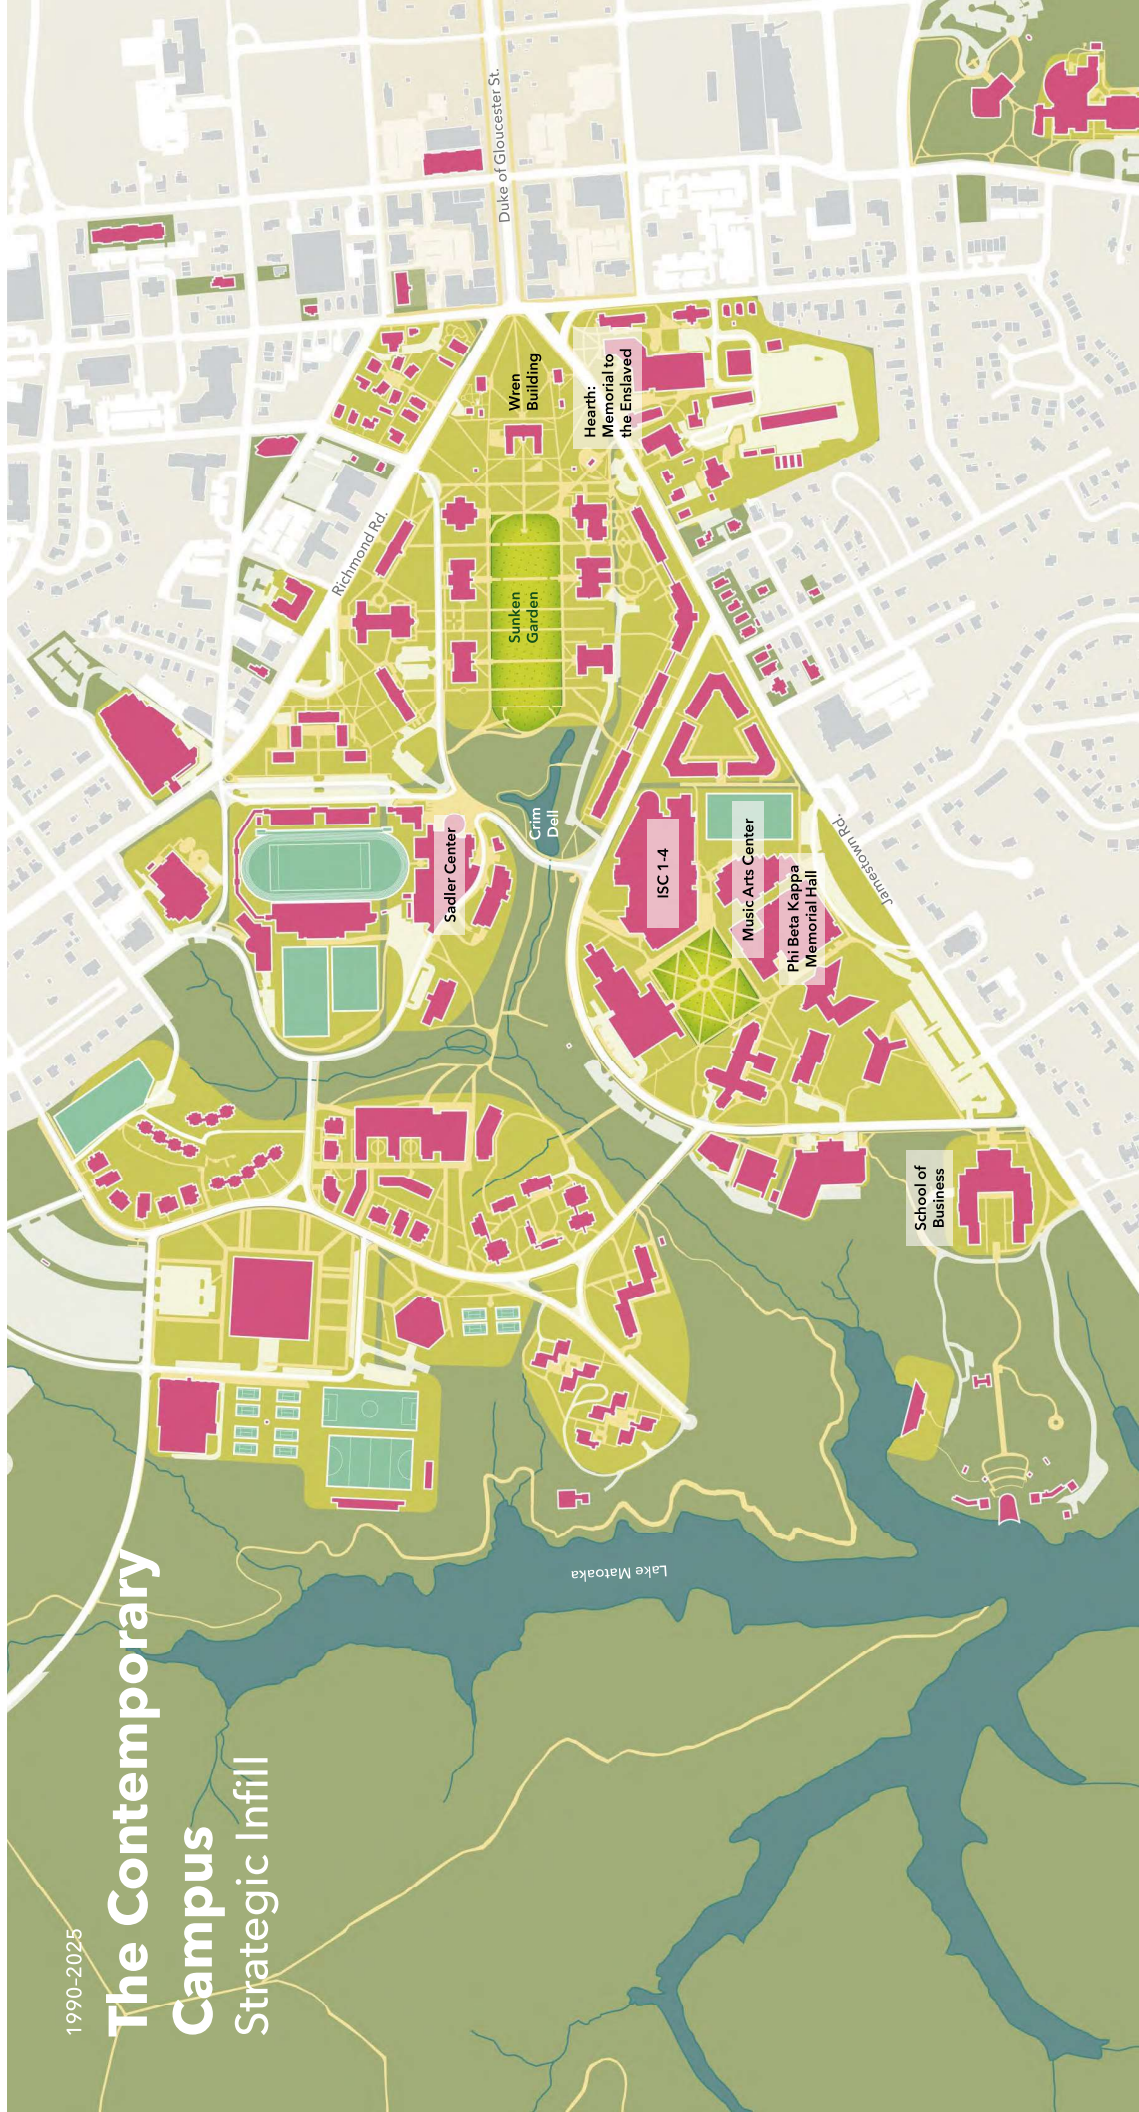 1990-2025
The Contemporary
Campus
Strategic Infill
Duke of Gloucester St.
Richmond Rd.
Wren
Building
Hearth:
Memorial to
the Enslaved
Sunken
Garden
Crim
Dell
Sadler Center
ISC 1-4
Music Arts Center
Phi Beta Kappa
Memorial Hall
Jamestown Rd.
School of
Business
Lake Matoaka